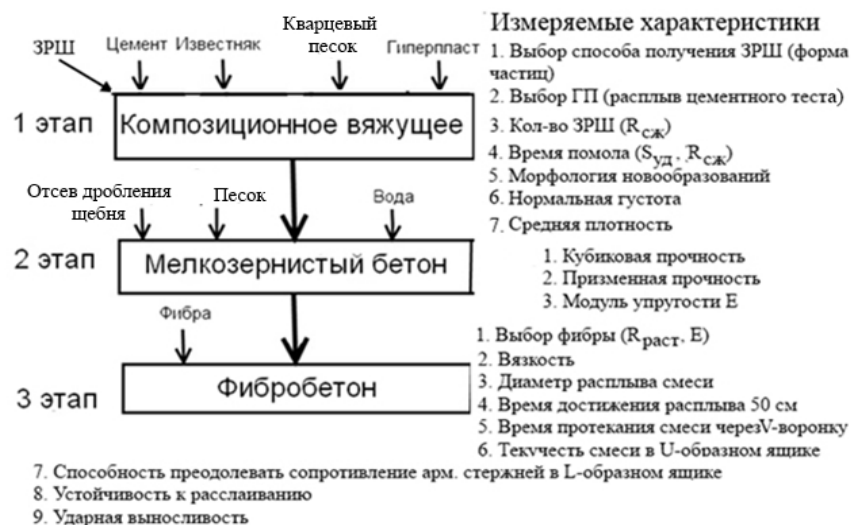 Измеряемые характеристики
ЗРШ
Цемент
Известняк
Кварцевый
песок
Гиперпласт
1 этап
Композиционное вяжущее
1. Выбор способа получения ЗРШ (форма
частиц)
2. Выбор ГП (расплыв цементного теста)
3. Кол-во ЗРШ (Rсж)
4. Время помола (Sуд, Rсж)
5. Морфология новообразований
6. Нормальная густота
7. Средняя плотность
Отсев дробления
щебня
Песок
Вода
2 этап
Мелкозернистый бетон
1. Кубиковая прочность
2. Призменная прочность
3. Модуль упругости Е
Фибра
3 этап
Фибробетон
1. Выбор фибры (Rраст, Е)
2. Вязкость
3. Диаметр расплыва смеси
4. Время достижения расплыва 50 см
5. Время протекания смеси черезV-воронку
6. Текучесть смеси в U-образном ящике
7. Способность преодолевать сопротивление арм. стержней в L-образном ящике
8. Устойчивость к расслаиванию
9. Ударная выносливость